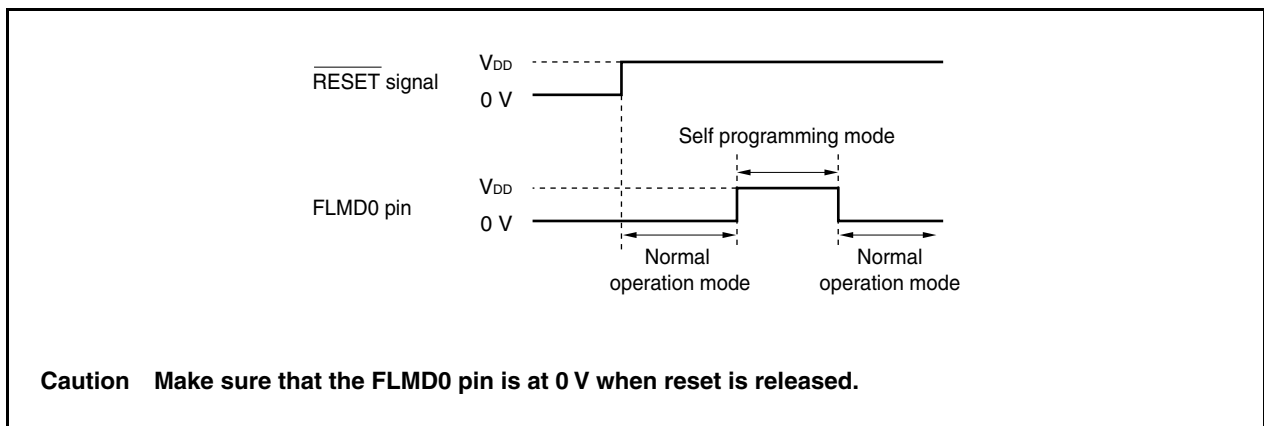 VDD
RESET signal
0 V
Self programming mode
VDD
FLMD0 pin
0 V
Normal operation mode
Normal operation mode
Caution Make sure that the FLMD0 pin is at 0 V when reset is released.